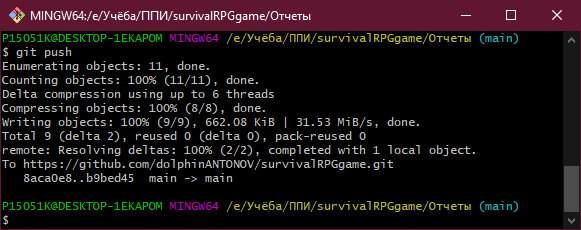 MINGW64:/e/Учёба/ППИ/survivalRPGgame/Отчеты
P15051K@DESKTOP-1EKAPOM MINGW64 /e/Учёба/ППИ/survivalRPGgame/Отчеты (main)
$ git push
Enumerating objects: 11, done.
Counting objects: 100% (11/11), done.
Delta compression using up to 6 threads
Compressing objects: 100% (8/8), done.
Writing objects: 100% (9/9), 662.08 KiB | 31.53 MiB/s, done.
Total 9 (delta 2), reused 0 (delta 0), pack-reused 0
remote: Resolving deltas: 100% (2/2), completed with 1 local object.
To https://github.com/dolphinANTONOV/survivalRPGgame.git
   8aca0e8..b9bed45  main -> main
P15051K@DESKTOP-1EKAPOM MINGW64 /e/Учёба/ППИ/survivalRPGgame/Отчеты (main)
$